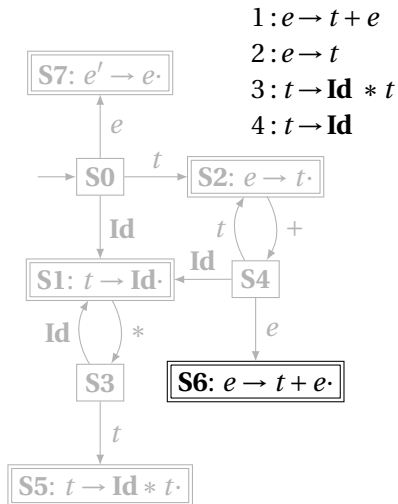 1 : e → t + e
2 : e → t
3 : t → Id * t
4 : t → Id
S7: e′ → e·
e
S0
t
S2: e → t·
Id
t
+
Id
S1: t → Id·
S4
Id
*
e
S3
S6: e → t + e·
t
S5: t → Id * t·